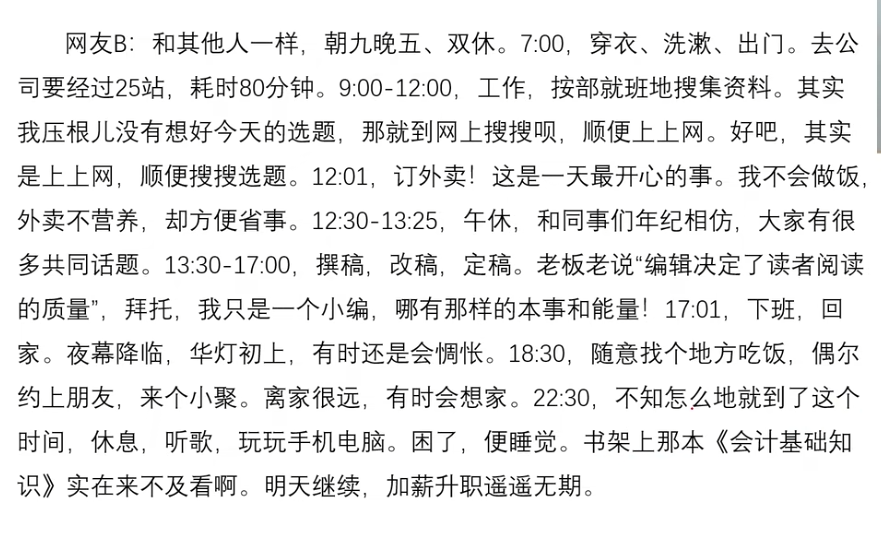 网友B：和其他人一样，朝九晚五、双休。7:00，穿衣、洗漱、出门。去公
司要经过25站，耗时80分钟。9:00-12:00，工作，按部就班地搜集资料。其实
我压根儿没有想好今天的选题，那就到网上搜搜呗，顺便上上网。好吧，其实
是上上网，顺便搜搜选题。12:01，订外卖！这是一天最开心的事。我不会做饭，
外卖不营养，却方便省事。12:30-13:25，午休，和同事们年纪相仿，大家有很
多共同话题。13:30-17:00，撰稿，改稿，定稿。老板老说“编辑决定了读者阅读
的质量”，拜托，我只是一个小编，哪有那样的本事和能量！17:01，下班，回
家。夜幕降临，华灯初上，有时还是会惆怅。18:30，随意找个地方吃饭，偶尔
约上朋友，来个小聚。离家很远，有时会想家。22:30，不知怎么地就到了这个
时间，休息，听歌，玩玩手机电脑。困了，便睡觉。书架上那本《会计基础知
识》实在来不及看啊。明天继续，加薪升职遥遥无期。